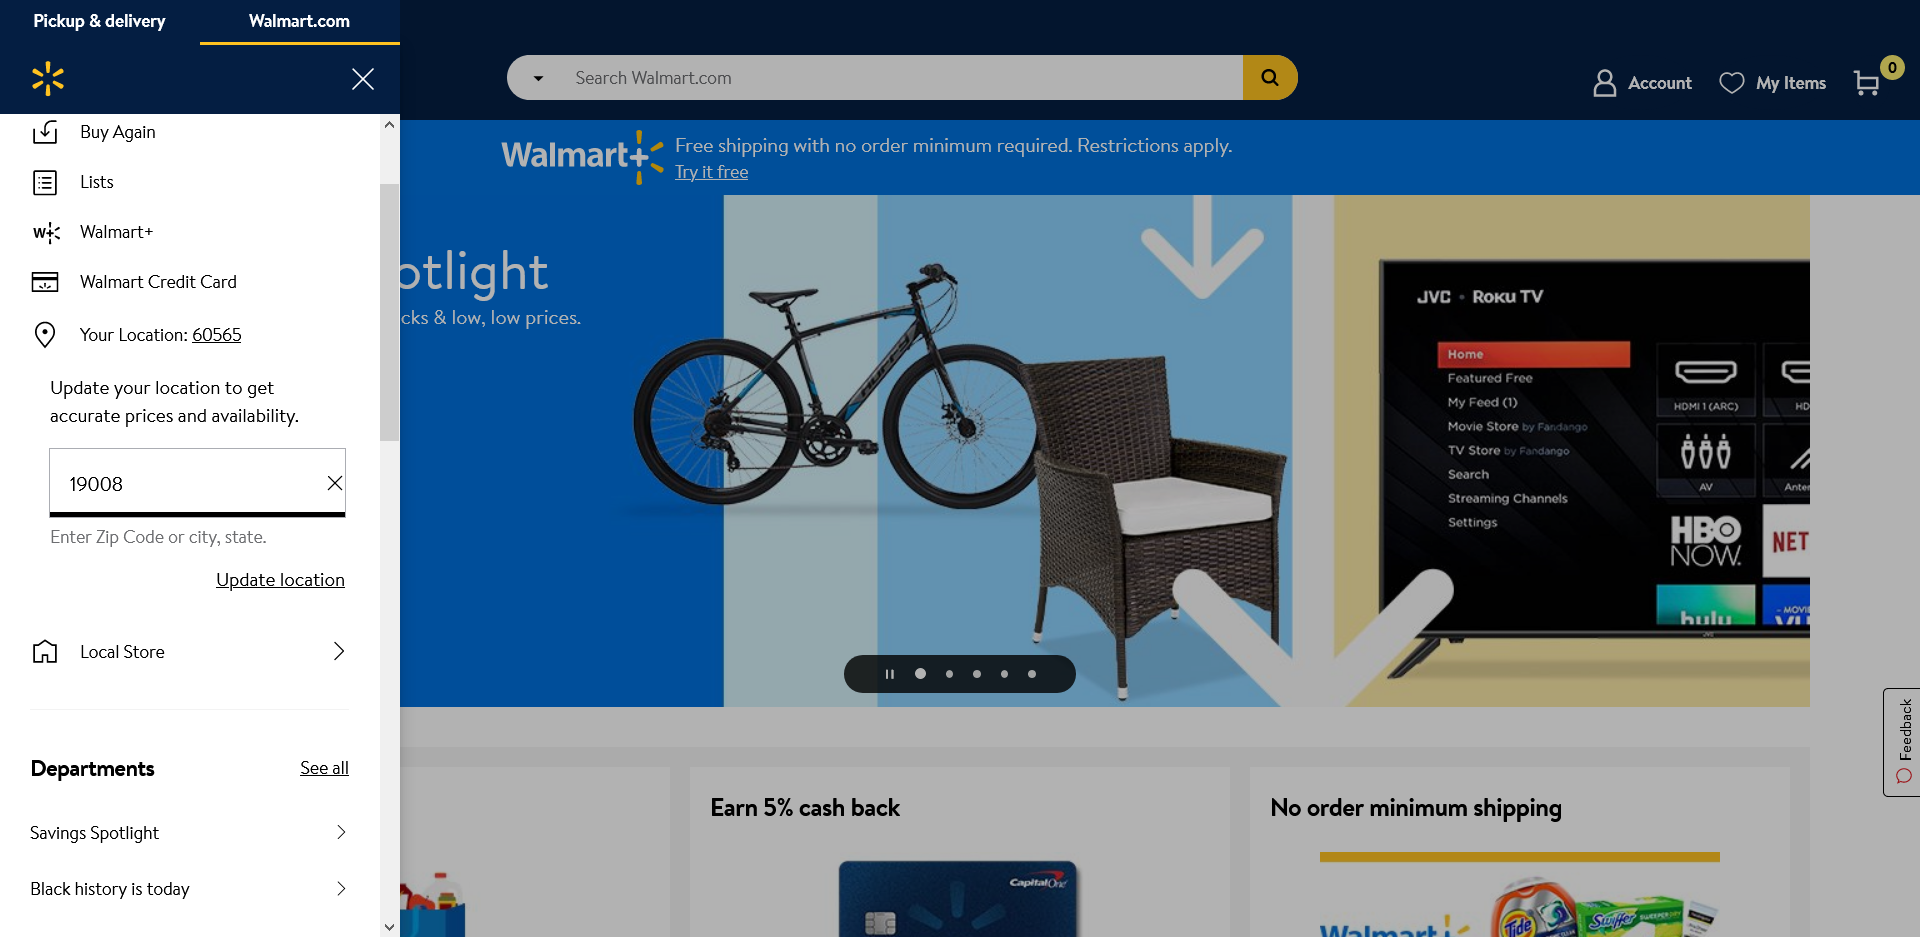 Pickup & delivery
Walmart.com
Search Walmart.com
Account
My Items
0
Walmart+
Free shipping with no order minimum required. Restrictions apply.
Try it free
Buy Again
Lists
W+
Walmart+
Walmart Credit Card
Your Location: 60565
Update your location to get
accurate prices and availability.
19008
Enter Zip Code or city, state.
Update location
Local Store
Departments
See all
Savings Spotlight
Black history is today
otlight
cks & low, low prices.
JVC • Roku TV
Home
Featured Free
My Feed (1)
Movie Store by Fandango
TV Store by Fandango
Search
Streaming Channels
Settings
HDMI 1 (ARC)
HD
AV
Anter
HBO
NOW.
NET
hulu
MOVI
VU
JVC
Feedback
Earn 5% cash back
Capital One
No order minimum shipping
Walmart+
Tide
Swiffer